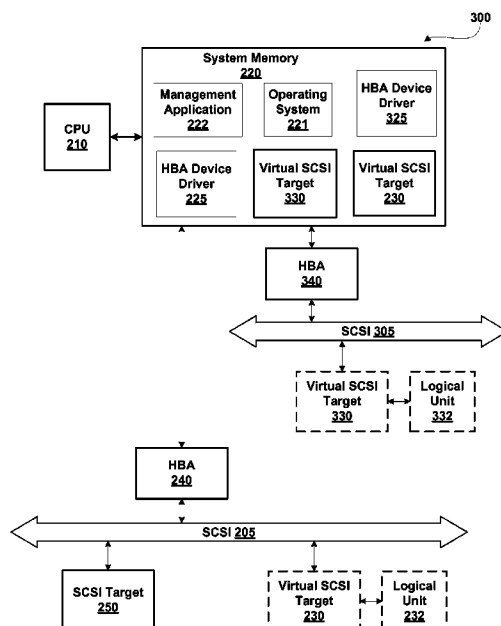 300
System Memory
220
Management
Application
222
Operating
System
221
HBA Device
Driver
325
CPU
210
HBA Device
Driver
225
Virtual SCSI
Target
330
Virtual SCSI
Target
230
HBA
340
SCSI 305
Virtual SCSI
Target
330
Logical
Unit
332
HBA
240
SCSI 205
SCSI Target
250
Virtual SCSI
Target
230
Logical
Unit
232